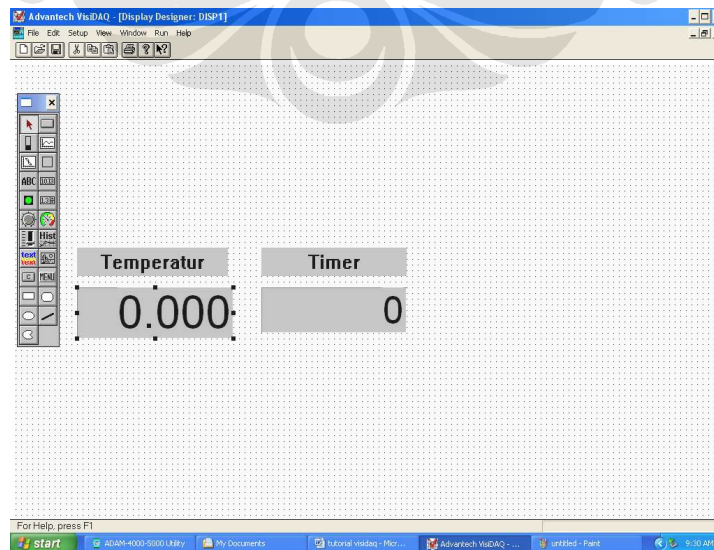 Advantech VisiDAQ - [Display Designer: DISP1]
File Edit Setup View Window Run Help
ABC
Hist
text
text
MENU
Temperatur
Timer
0.000
0
For Help, press F1
start
ADAM-4000-5000 Utility
My Documents
tutorial visidaq - Micr...
Advantech VisiDAQ - ...
untitled - Paint
9:30 AM